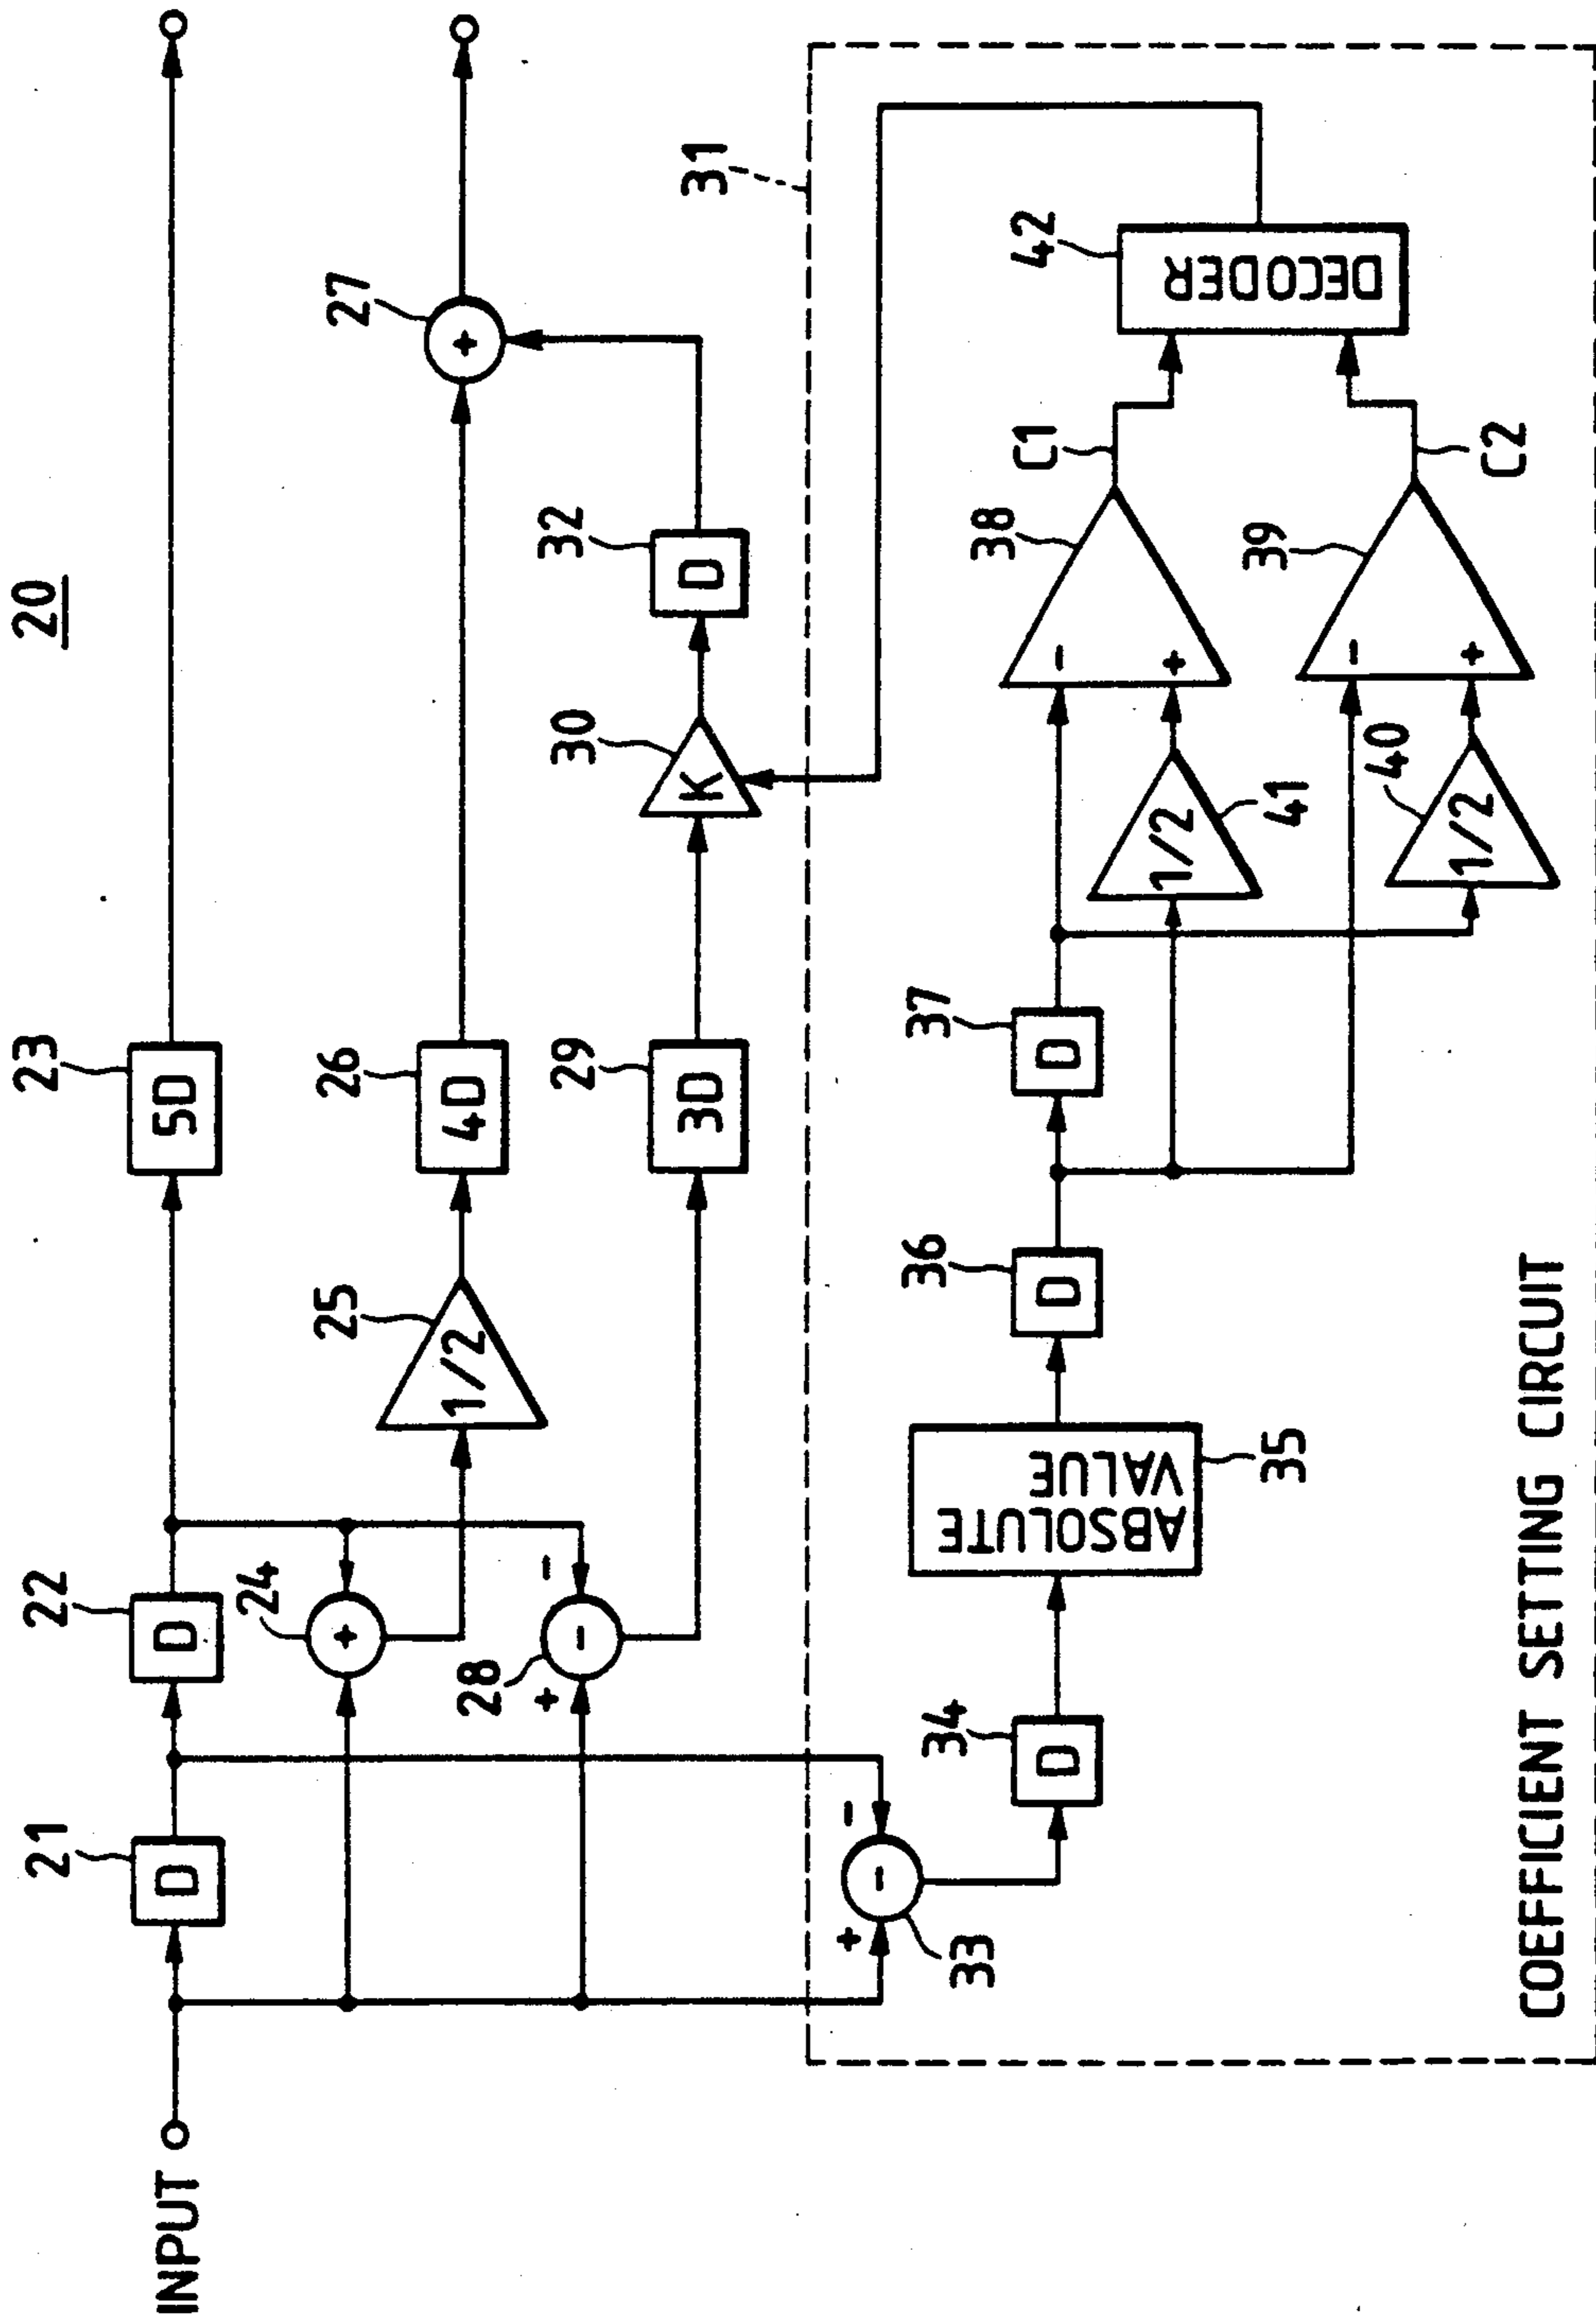 20
INPUT
21
D
22
D
23
5D
24
+
25
1/2
26
4D
27
+
28
+
-
-
29
3D
30
K
32
D
31
33
+
-
-
34
D
ABSOLUTE
VALUE
35
36
D
37
D
38
-
+
C1
41
1/2
39
-
+
C2
40
1/2
42
DECODER
COEFFICIENT SETTING CIRCUIT